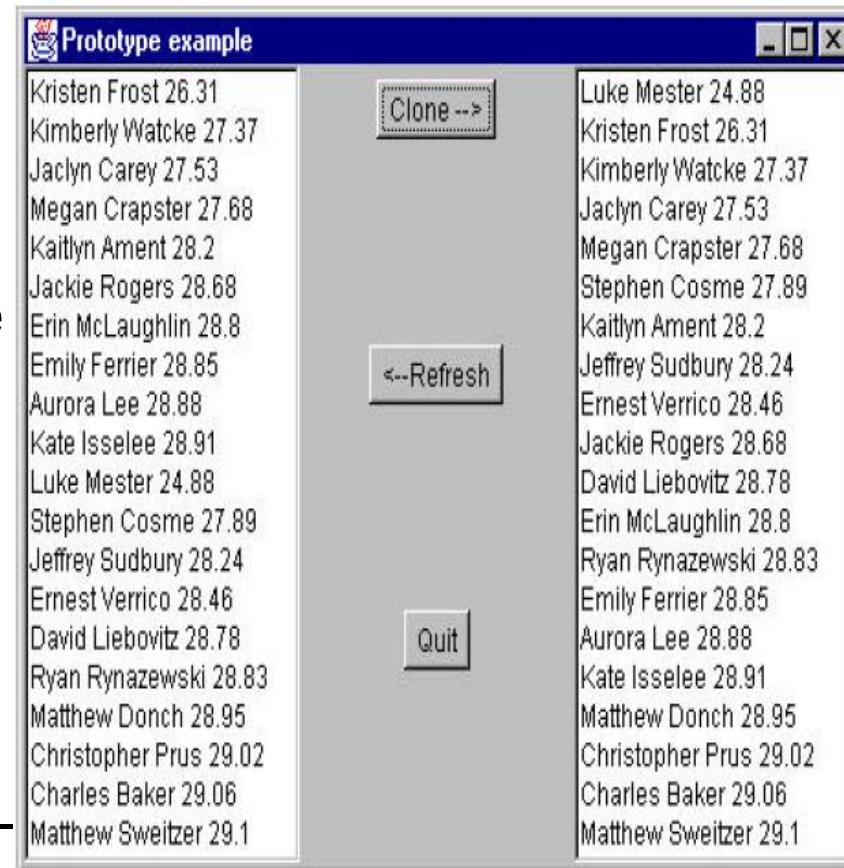 Prototype example
Kristen Frost 26.31
Kimberly Watcke 27.37
Jaclyn Carey 27.53
Megan Crapster 27.68
Kaitlyn Ament 28.2
Jackie Rogers 28.68
Erin McLaughlin 28.8
Emily Ferrier 28.85
Aurora Lee 28.88
Kate Isselee 28.91
Luke Mester 24.88
Stephen Cosme 27.89
Jeffrey Sudbury 28.24
Ernest Verrico 28.46
David Liebovitz 28.78
Ryan Rynazewski 28.83
Matthew Donch 28.95
Christopher Prus 29.02
Charles Baker 29.06
Matthew Sweitzer 29.1
Clone -->
<--Refresh
Quit
Luke Mester 24.88
Kristen Frost 26.31
Kimberly Watcke 27.37
Jaclyn Carey 27.53
Megan Crapster 27.68
Stephen Cosme 27.89
Kaitlyn Ament 28.2
Jeffrey Sudbury 28.24
Ernest Verrico 28.46
Jackie Rogers 28.68
David Liebovitz 28.78
Erin McLaughlin 28.8
Ryan Rynazewski 28.83
Emily Ferrier 28.85
Aurora Lee 28.88
Kate Isselee 28.91
Matthew Donch 28.95
Christopher Prus 29.02
Charles Baker 29.06
Matthew Sweitzer 29.1